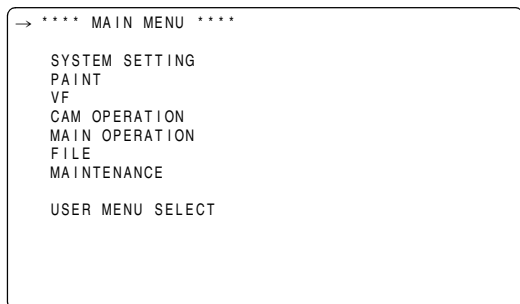 → **** MAIN MENU ****
SYSTEM SETTING
PAINT
VF
CAM OPERATION
MAIN OPERATION
FILE
MAINTENANCE
USER MENU SELECT